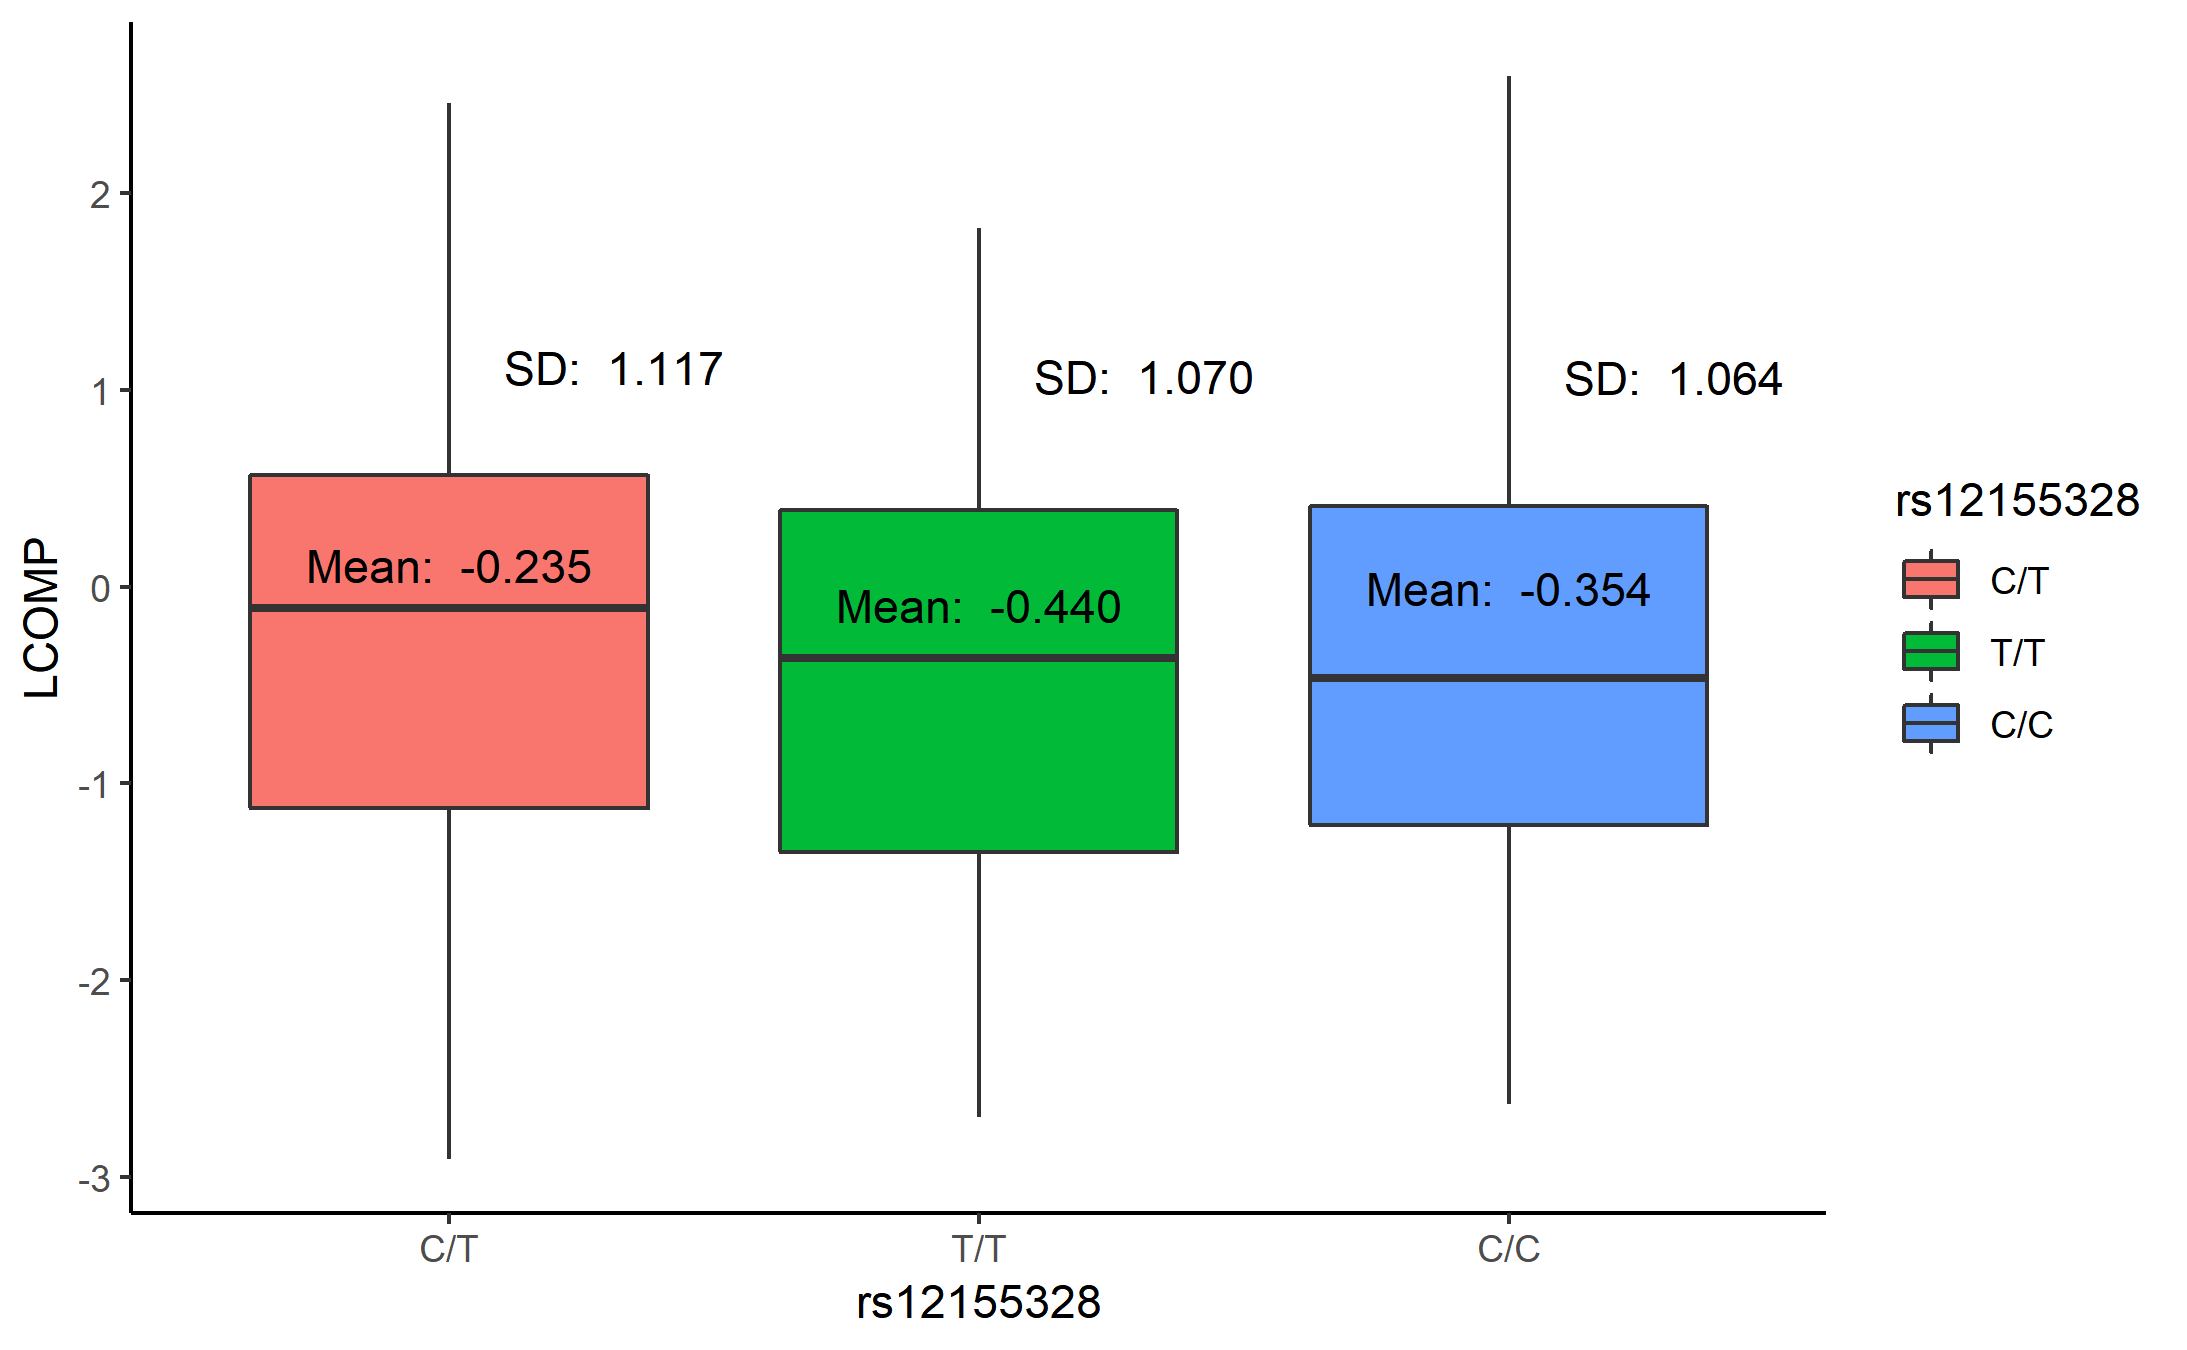 LCOMP
2
1
0
-1
-2
-3
SD:  1.117
SD:  1.070
SD:  1.064
Mean:  -0.235
Mean:  -0.440
Mean:  -0.354
C/T
T/T
C/C
rs12155328
rs12155328
C/T
T/T
C/C